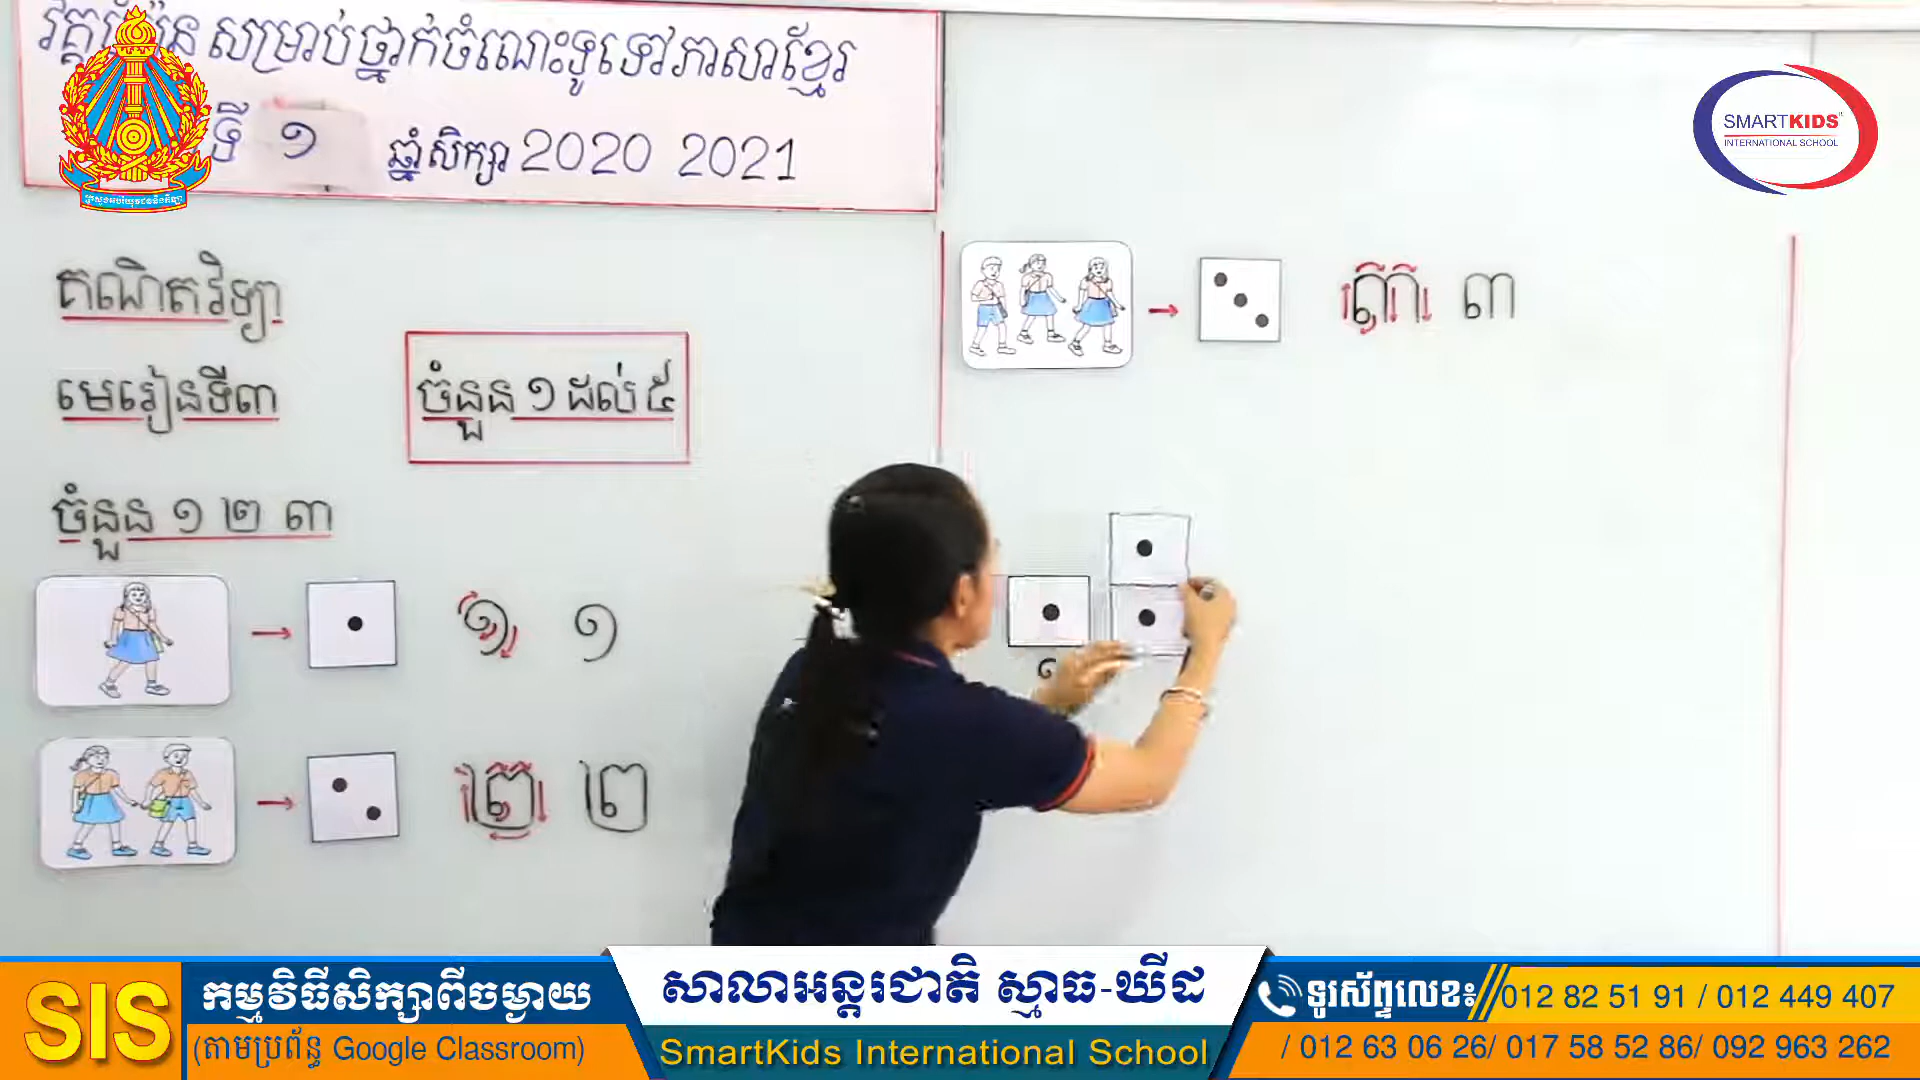 សម្រាប់ថ្នាក់ចំណេះទូទៅភាសាខ្មែរ
ទី ១ ឆ្នាំសិក្សា 2020 2021
គណិតវិទ្យា
មេរៀនទី៣
ចំនួន ១ ដល់ ៥
ចំនួន ១ ២ ៣
១ ១
២ ២
៣ ៣
SMARTKIDS
INTERNATIONAL SCHOOL
SIS
កម្មវិធីសិក្សាពីចម្ងាយ
(តាមប្រព័ន្ធ Google Classroom)
សាលាអន្តរជាតិ ស្មាធ-ឃីដ
SmartKids International School
ទូរស័ព្ទលេខ៖ 012 82 51 91 / 012 449 407
/ 012 63 06 26/ 017 58 52 86/ 092 963 262